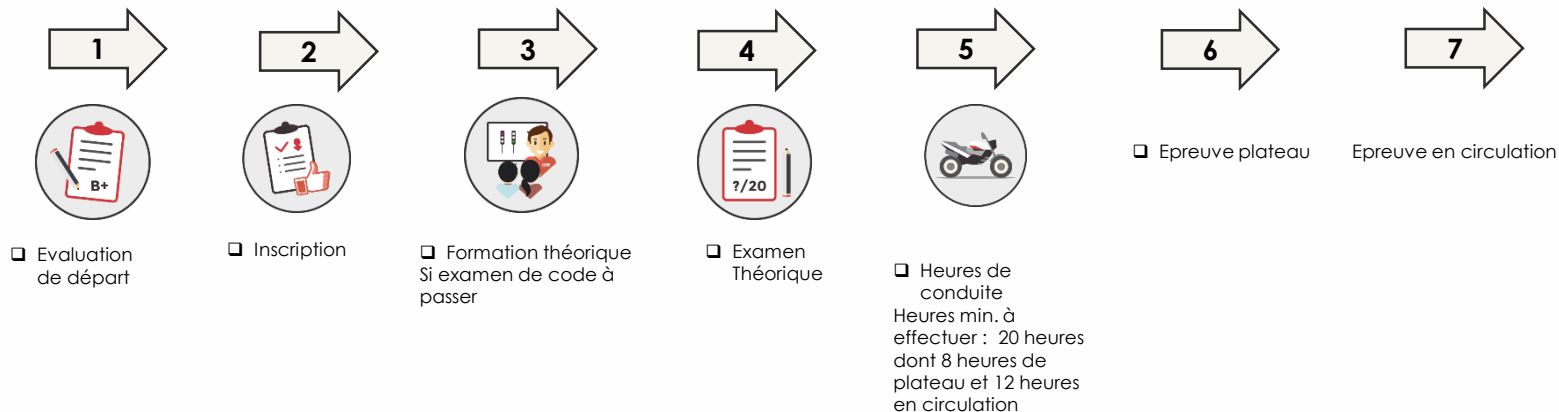 1
2
3
4
5
6
7
B+
?/20
❑ Evaluation
de départ
❑ Inscription
❑ Formation théorique
Si examen de code à
passer
❑ Examen
Théorique
❑ Heures de
conduite
Heures min. à
effectuer : 20 heures
dont 8 heures de
plateau et 12 heures
en circulation
❑ Epreuve plateau
Epreuve en circulation